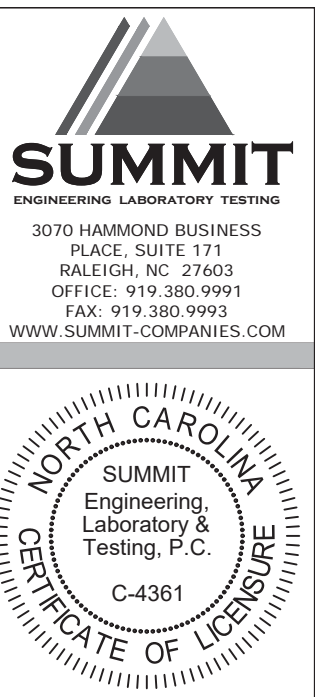 SUMMIT
ENGINEERING LABORATORY TESTING
3070 HAMMOND BUSINESS
PLACE, SUITE 171
RALEIGH, NC 27603
OFFICE: 919.380.9991
FAX: 919.380.9993
WWW.SUMMIT-COMPANIES.COM
NORTH CAROLINA
SUMMIT
Engineering,
Laboratory &
Testing, P.C.
C-4361
CERTIFICATE OF LICENSURE